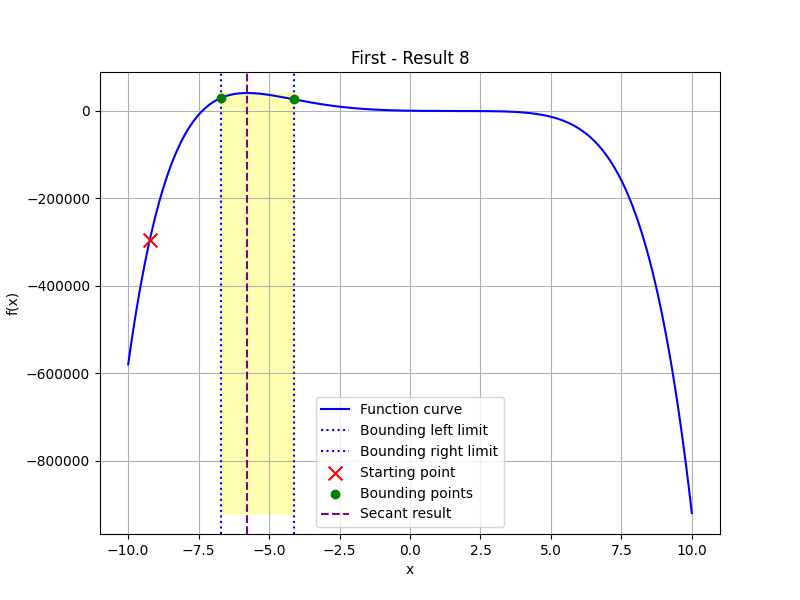 First - Result 8
f(x)
0
−200000
−400000
−600000
−800000
Function curve
Bounding left limit
Bounding right limit
Starting point
Bounding points
Secant result
−10.0 −7.5 −5.0 −2.5 0.0 2.5 5.0 7.5 10.0
x